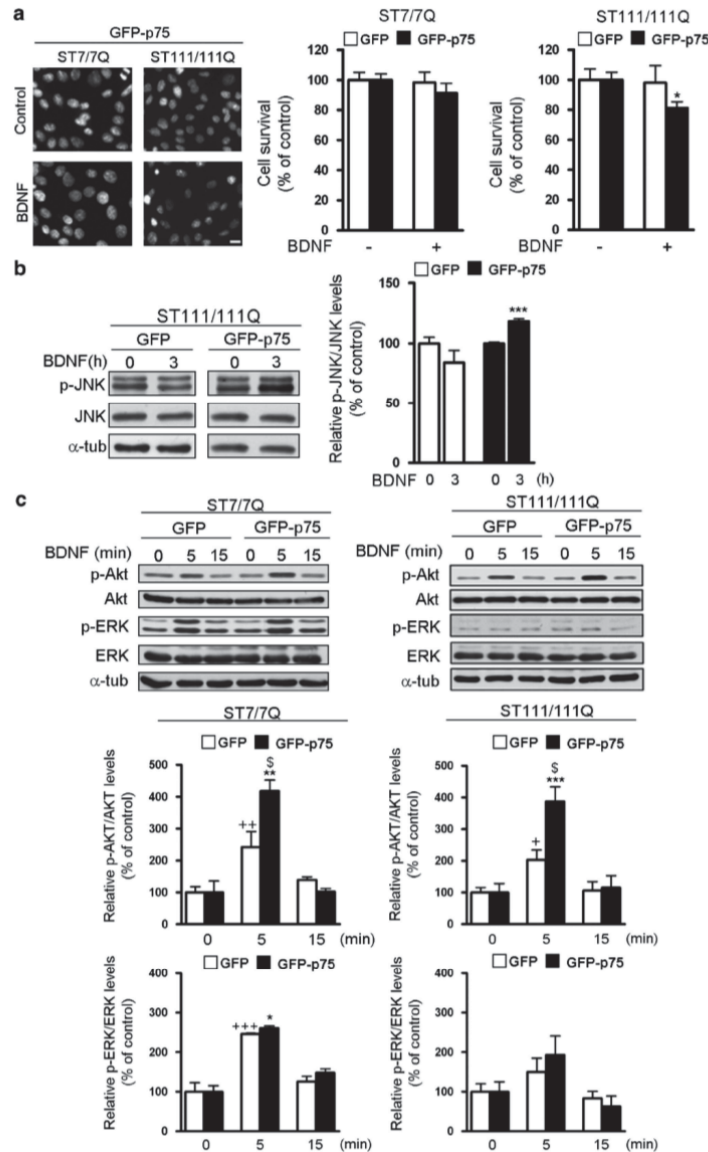 a
GFP-p75
ST7/7Q ST111/111Q
Control
BDNF
ST7/7Q
GFP GFP-p75
Cell survival
(% of control)
120
100
80
60
40
20
0
BDNF - +
ST111/111Q
GFP GFP-p75
Cell survival
(% of control)
120
100
80
60
40
20
0
*
BDNF - +
b
ST111/111Q
GFP GFP-p75
BDNF(h) 0 3 0 3
p-JNK
JNK
α-tub
GFP GFP-p75
Relative p-JNK/JNK levels
(% of control)
150
100
50
0
***
BDNF 0 3 0 3 (h)
c
ST7/7Q
GFP GFP-p75
BDNF (min) 0 5 15 0 5 15
p-Akt
Akt
p-ERK
ERK
α-tub
ST111/111Q
GFP GFP-p75
BDNF (min) 0 5 15 0 5 15
p-Akt
Akt
p-ERK
ERK
α-tub
ST7/7Q
GFP GFP-p75
Relative p-AKT/AKT levels
(% of control)
500
400
300
200
100
0
++
$
**
0 5 15 (min)
ST111/111Q
GFP GFP-p75
Relative p-AKT/AKT levels
(% of control)
500
400
300
200
100
0
+
$
***
0 5 15 (min)
GFP GFP-p75
Relative p-ERK/ERK levels
(% of control)
400
300
200
100
0
+++
*
0 5 15 (min)
GFP GFP-p75
Relative p-ERK/ERK levels
(% of control)
400
300
200
100
0
0 5 15 (min)